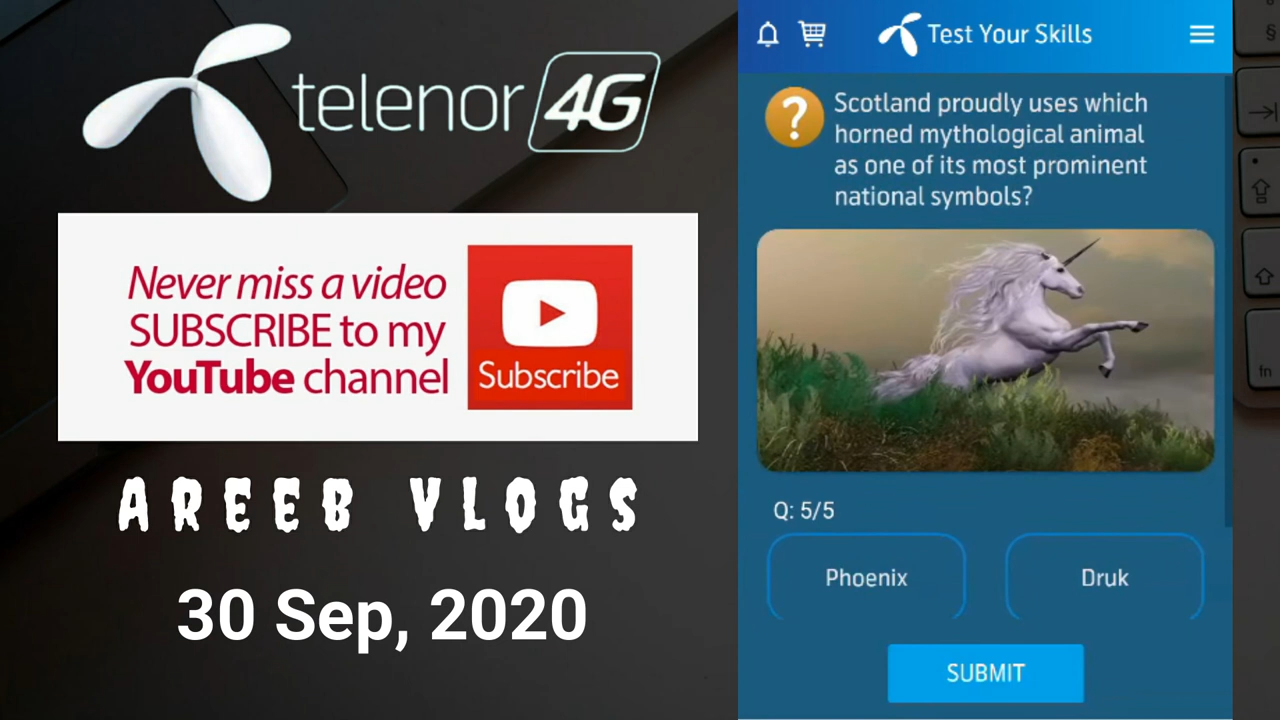 telenor 4G
Never miss a video
SUBSCRIBE to my
YouTube channel
Subscribe
AREEB VLOGS
30 Sep, 2020
Test Your Skills
?
Scotland proudly uses which
horned mythological animal
as one of its most prominent
national symbols?
Q: 5/5
Phoenix
Druk
SUBMIT
§
fn